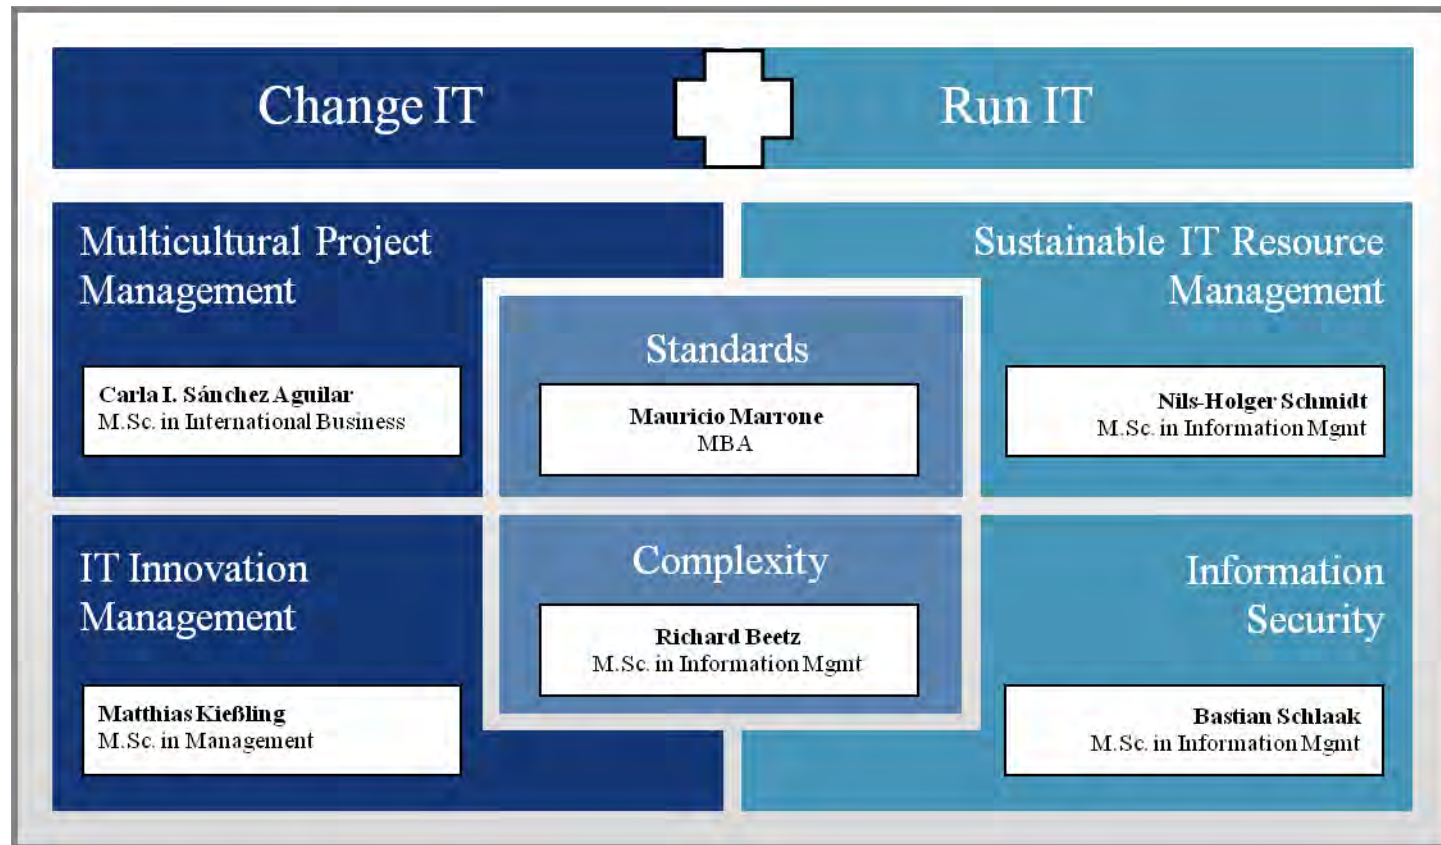 Change IT
Run IT
Multicultural Project
Management
Carla I. Sánchez Aguilar
M.Sc. in International Business
Standards
Mauricio Marrone
MBA
Sustainable IT Resource
Management
Nils-Holger Schmidt
M.Sc. in Information Mgmt
IT Innovation
Management
Matthias Kießling
M.Sc. in Management
Complexity
Richard Beetz
M.Sc. in Information Mgmt
Information
Security
Bastian Schlaak
M.Sc. in Information Mgmt